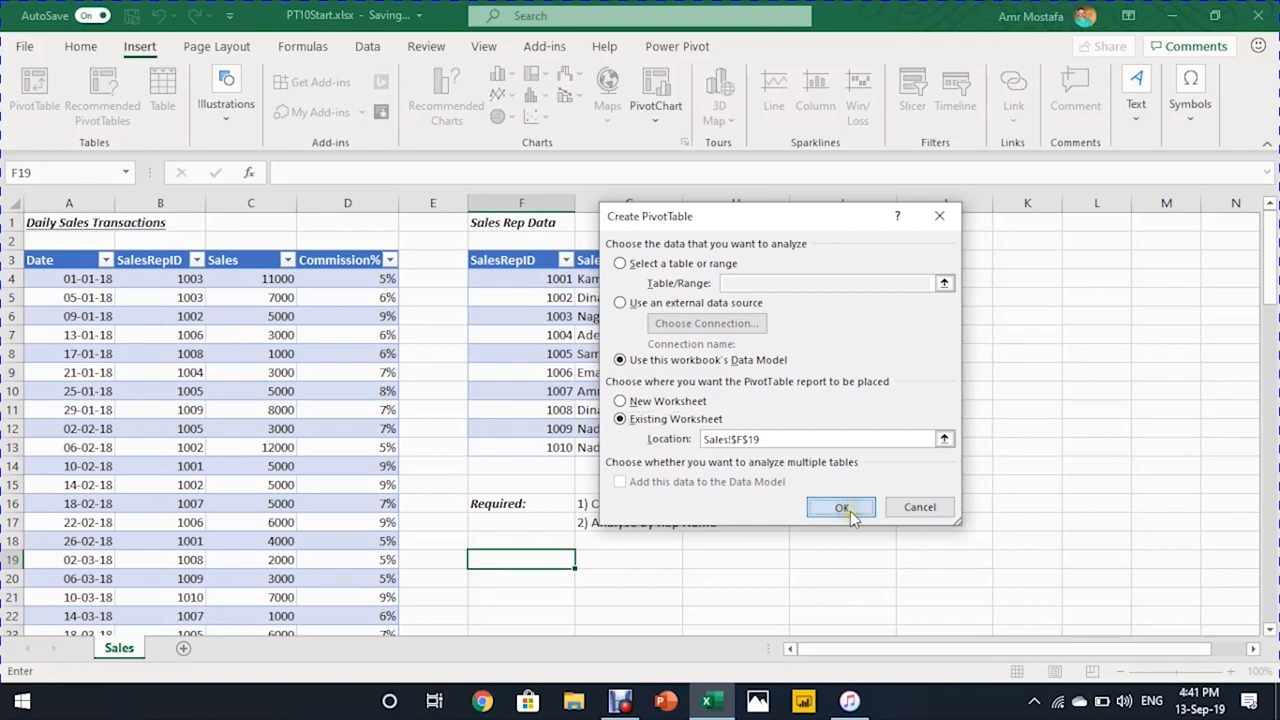 AutoSave On PT10Start.xlsx - Saving... Search Amr Mostafa
File Home Insert Page Layout Formulas Data Review View Add-ins Help Power Pivot Share Comments
PivotTable Recommended PivotTables Table Illustrations Get Add-ins My Add-ins Recommended Charts Maps PivotChart 3D Map Line Column Win/Loss Slicer Timeline Link Comment Text Symbols
Tables Add-ins Charts Tours Sparklines Filters Links Comments
F19 fx
A B C D E F K L M N
1 Daily Sales Transactions Sales Rep Data
2
3 Date SalesRepID Sales Commission% SalesRepID
4 01-01-18 1003 11000 5% 1001
5 05-01-18 1003 7000 6% 1002
6 09-01-18 1002 5000 9% 1003
7 13-01-18 1006 3000 6% 1004
8 17-01-18 1008 1000 6% 1005
9 21-01-18 1004 3000 7% 1006
10 25-01-18 1005 5000 8% 1007
11 29-01-18 1009 8000 7% 1008
12 02-02-18 1005 3000 7% 1009
13 06-02-18 1002 12000 5% 1010
14 10-02-18 1001 5000 9%
15 14-02-18 1002 5000 9%
16 18-02-18 1007 5000 7% Required: 1)
17 22-02-18 1006 6000 9% 2)
18 26-02-18 1001 4000 5%
19 02-03-18 1008 2000 5%
20 06-03-18 1009 3000 5%
21 10-03-18 1010 7000 9%
22 14-03-18 1007 1000 6%
23 18-03-18 1005 6000 7%
Create PivotTable ?
Choose the data that you want to analyze
Select a table or range
Table/Range:
Use an external data source
Choose Connection...
Connection name:
Use this workbook's Data Model
Choose where you want the PivotTable report to be placed
New Worksheet
Existing Worksheet
Location: Sales!$F$19
Choose whether you want to analyze multiple tables
Add this data to the Data Model
OK Cancel
Sales
Enter 100%
ENG 4:41 PM
13-Sep-19